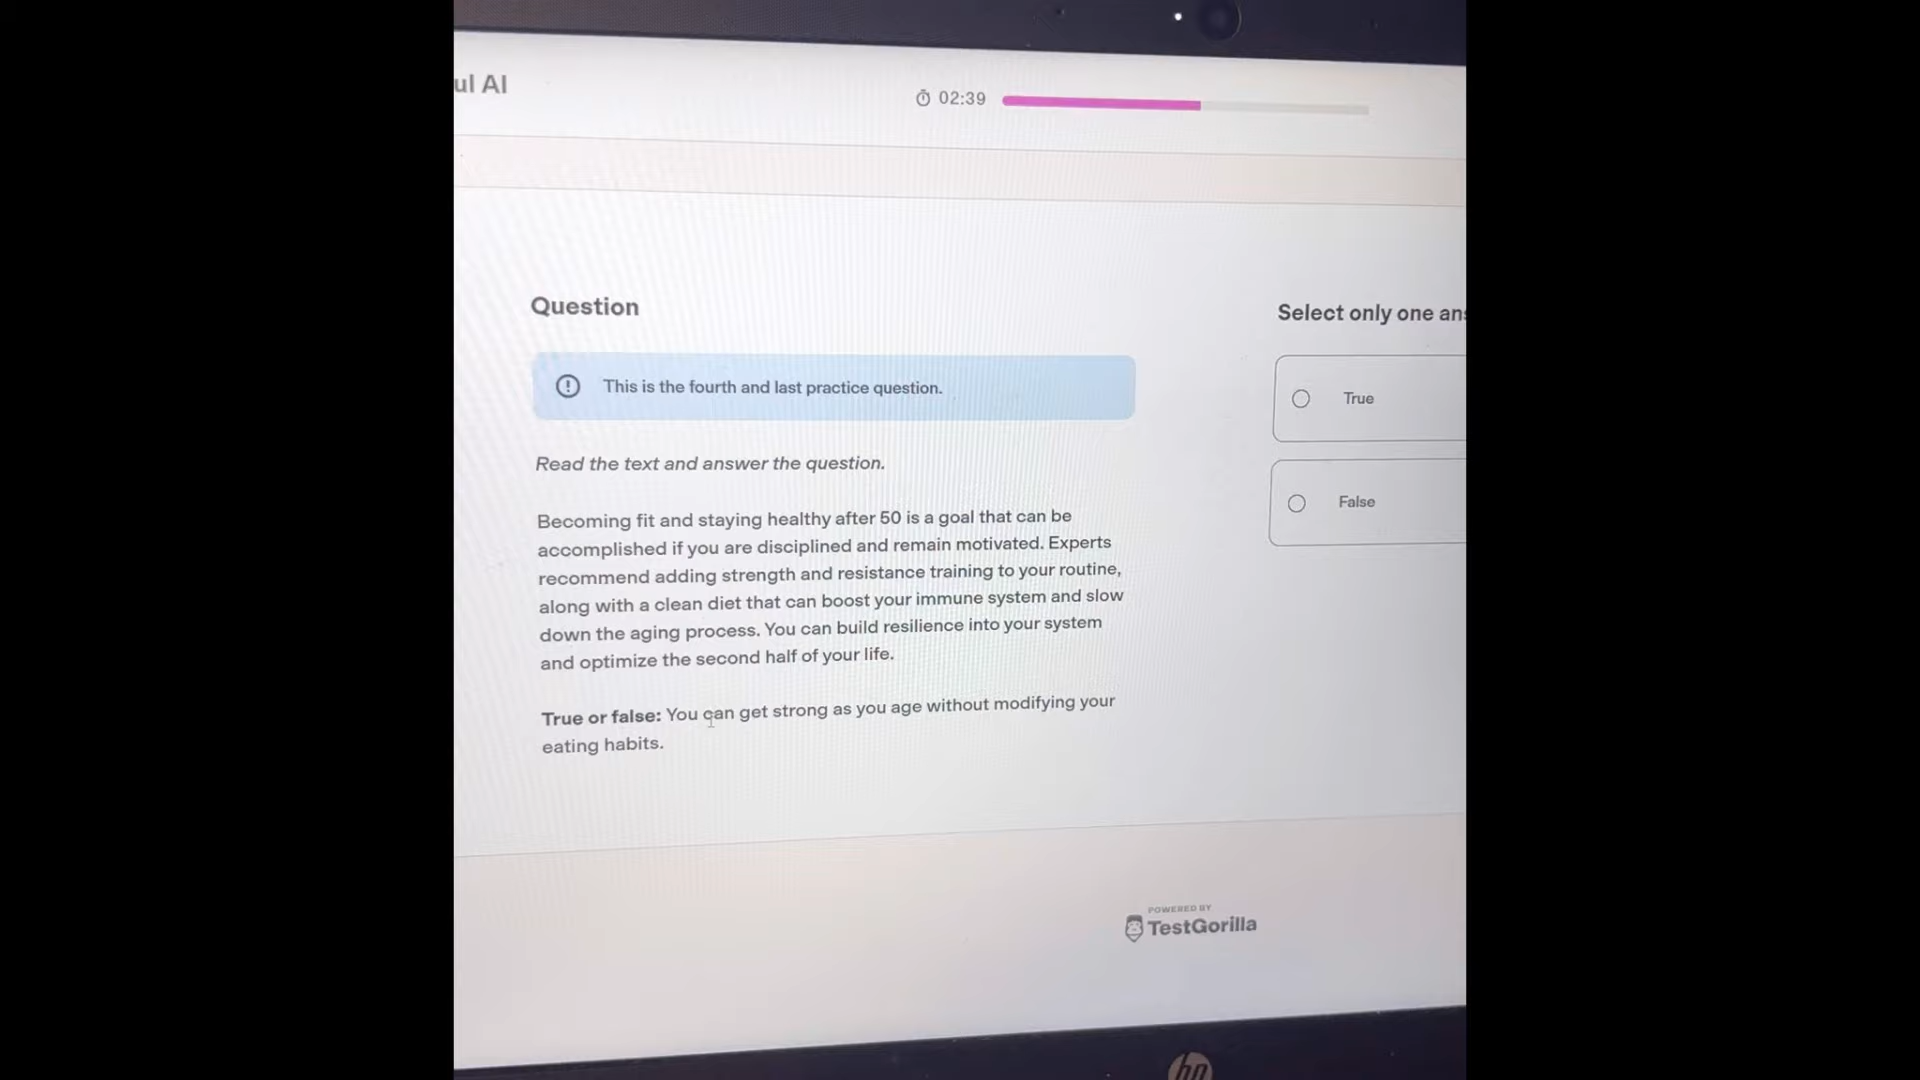 ul AI
02:39
Question
This is the fourth and last practice question.
Read the text and answer the question.
Becoming fit and staying healthy after 50 is a goal that can be
accomplished if you are disciplined and remain motivated. Experts
recommend adding strength and resistance training to your routine,
along with a clean diet that can boost your immune system and slow
down the aging process. You can build resilience into your system
and optimize the second half of your life.
True or false: You can get strong as you age without modifying your
eating habits.
Select only one ans
True
False
POWERED BY
TestGorilla
hp